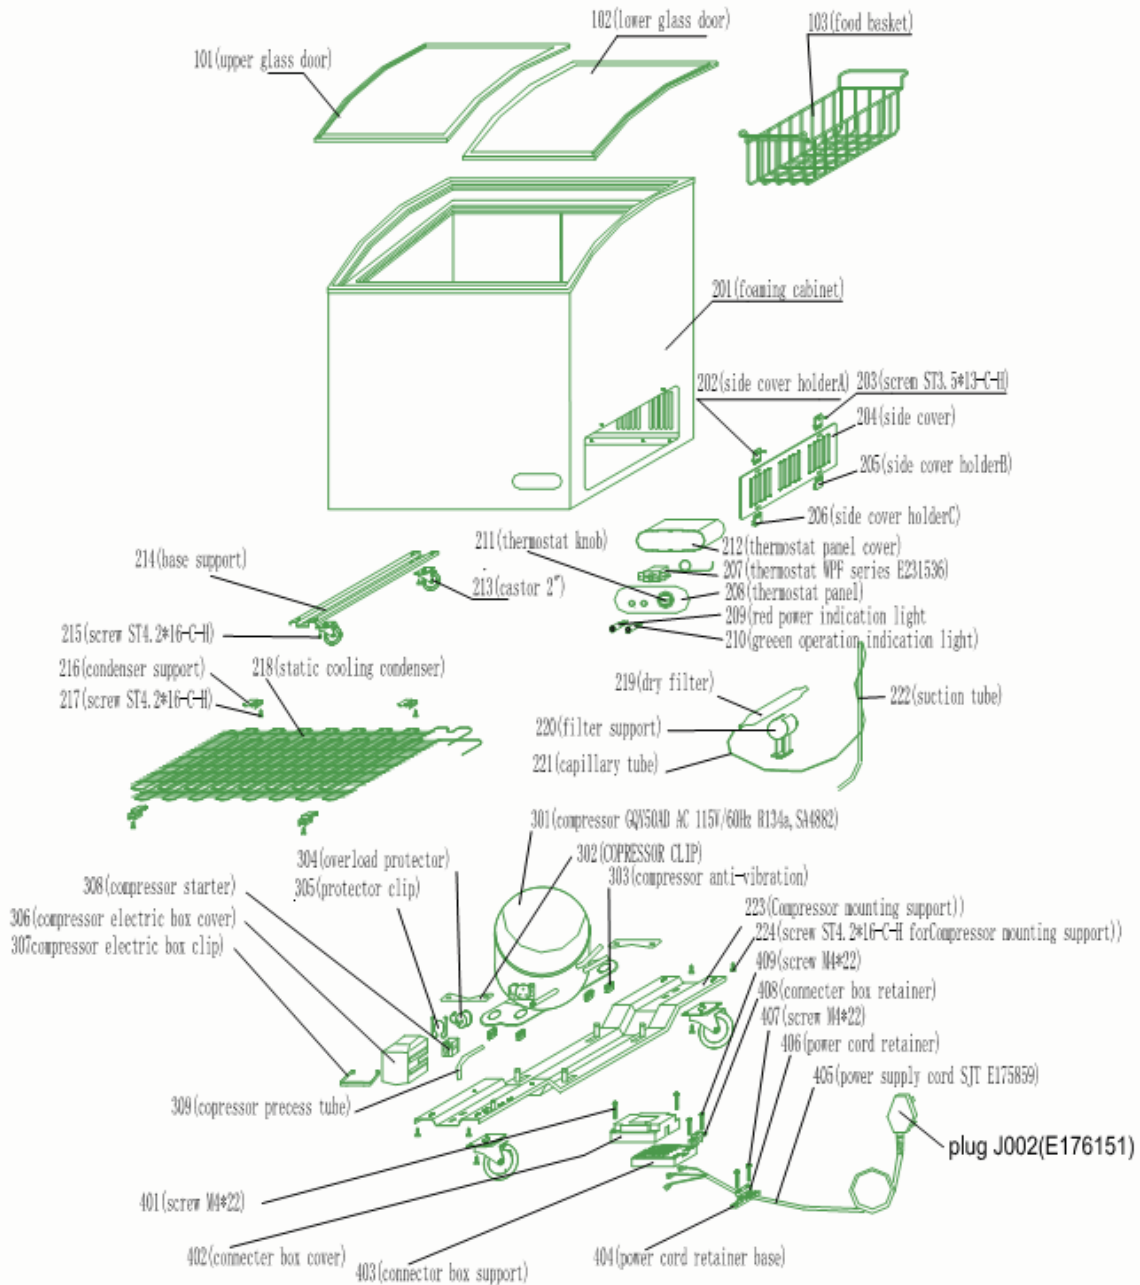 102(lower glass door)
103(food basket)
101(upper glass door)
201(foaming cabinet)
202(side cover holderA)
203(screm ST3.5*13-C-H)
204(side cover)
205(side cover holderB)
206(side cover holderC)
211(thermostat knob)
212(thermostat panel cover)
214(base support)
207(thermostat WPF series E231536)
213(castor 2")
208(thermostat panel)
209(red power indication light
215(screw ST4.2*16-C-H)
210(greeen operation indication light)
216(condenser support)
218(static cooling condenser)
219(dry filter)
222(suction tube)
217(screw ST4.2*16-C-H)
220(filter support)
221(capillary tube)
301(compressor GQY50AD AC 115V/60Hz R134a,SA4882)
302(COPRESSOR CLIP)
304(overload protector)
303(compressor anti-vibration)
308(compressor starter)
305(protector clip)
223(Compressor mounting support))
306(compressor electric box cover)
224(screw ST4.2*16-C-H forCompressor mounting support))
307compressor electric box clip)
409(screw M4*22)
408(connecter box retainer)
407(screw M4*22)
406(power cord retainer)
405(power supply cord SJT E175859)
309(copressor precess tube)
plug J002(E176151)
401(screw M4*22)
402(connecter box cover)
404(power cord retainer base)
403(connector box support)